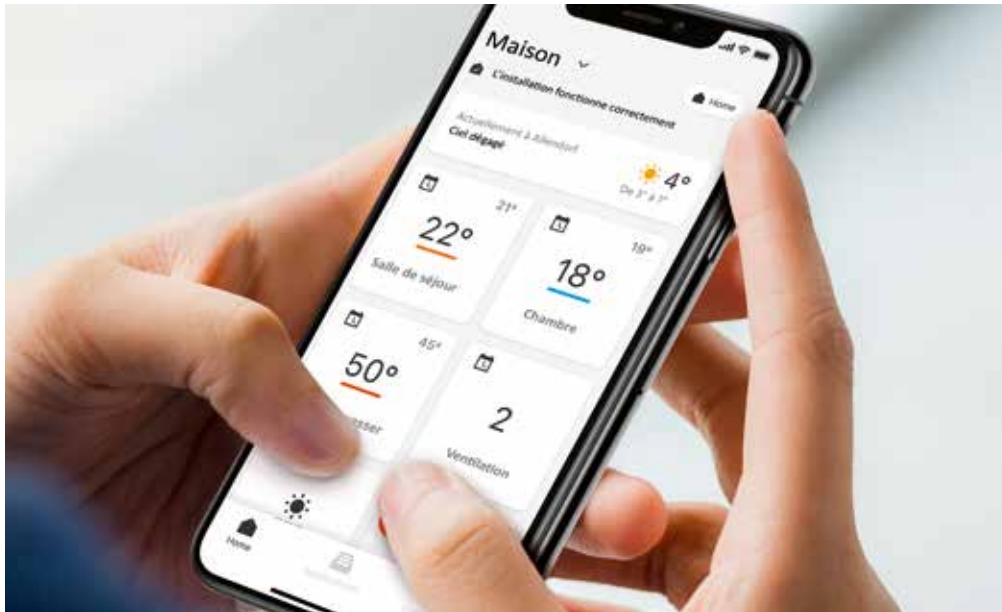 Maison
Home
L'installation fonctionne correctement
Actuellement à Allendorf
Ciel dégagé
4°
De 3° à 7°
21°
22°
Salle de séjour
19°
18°
Chambre
45°
50°
2
Ventilation
Home